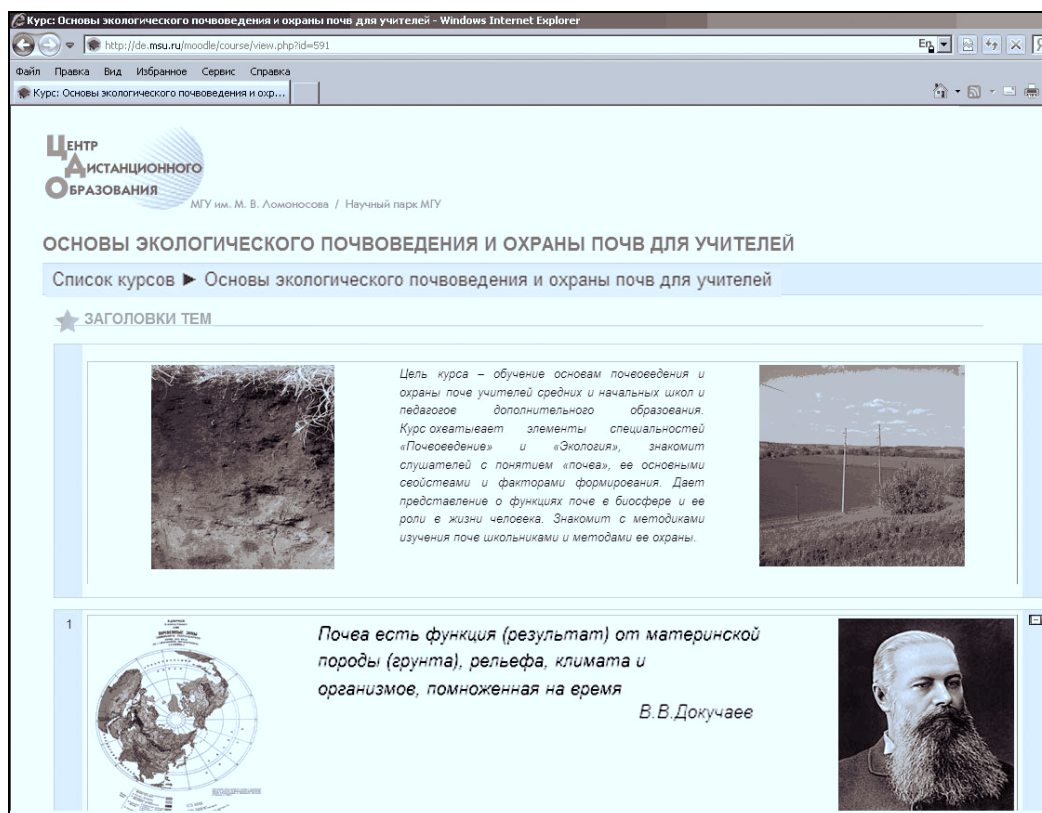 Курс: Основы экологического почвоведения и охраны почв для учителей - Windows Internet Explorer
http://de.msu.ru/moodle/course/view.php?id=591
En
Файл Правка Вид Избранное Сервис Справка
Курс: Основы экологического почвоведения и охр...
ЦЕНТР
ДИСТАНЦИОННОГО
ОБРАЗОВАНИЯ
МГУ им. М. В. Ломоносова / Научный парк МГУ
ОСНОВЫ ЭКОЛОГИЧЕСКОГО ПОЧВОВЕДЕНИЯ И ОХРАНЫ ПОЧВ ДЛЯ УЧИТЕЛЕЙ
Список курсов ► Основы экологического почвоведения и охраны почв для учителей
ЗАГОЛОВКИ ТЕМ
Цель курса – обучение основам почвоведения и
охраны почв учителей средних и начальных школ и
педагогов дополнительного образования.
Курс охватывает элементы специальностей
«Почвоведение» и «Экология», знакомит
слушателей с понятием «почва», ее основными
свойствами и факторами формирования. Дает
представление о функциях почв в биосфере и ее
роли в жизни человека. Знакомит с методиками
изучения почв школьниками и методами ее охраны.
1
Почва есть функция (результат) от материнской
породы (грунта), рельефа, климата и
организмов, помноженная на время
В.В.Докучаев